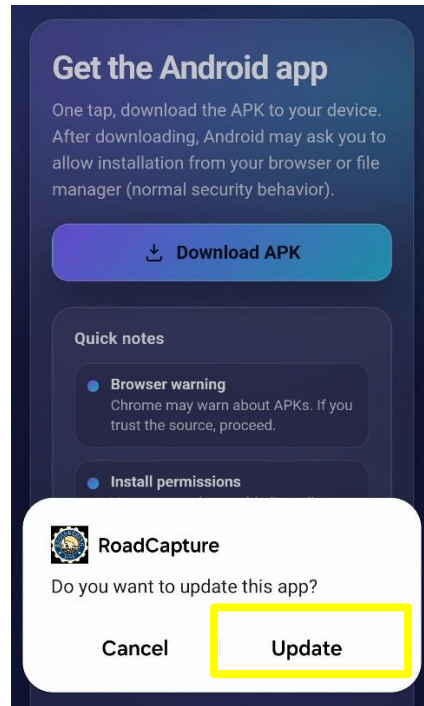 Get the Android app
One tap, download the APK to your device.
After downloading, Android may ask you to
allow installation from your browser or file
manager (normal security behavior).
Download APK
Quick notes
Browser warning
Chrome may warn about APKs. If you
trust the source, proceed.
Install permissions
RoadCapture
Do you want to update this app?
Cancel
Update